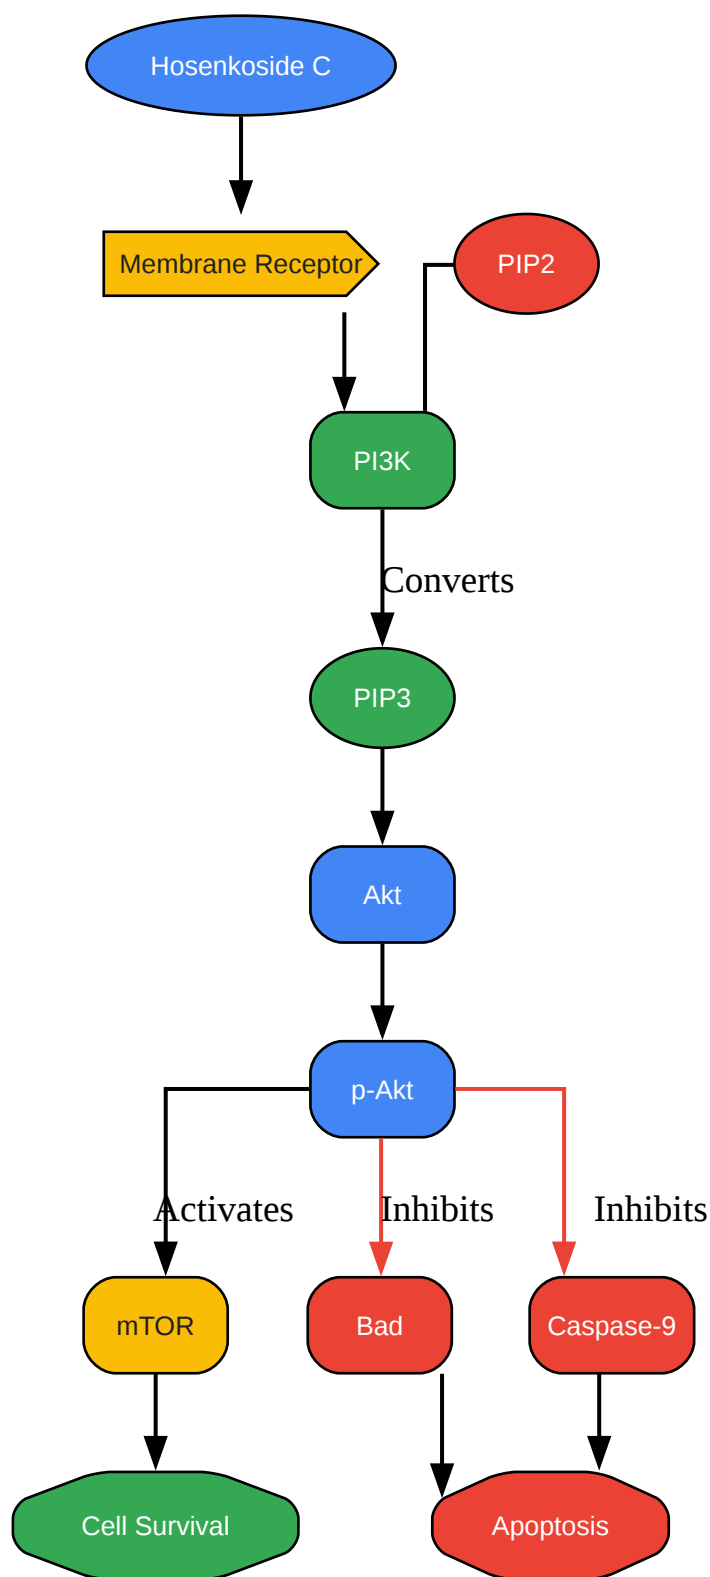 Hosenkoside C
Membrane Receptor
PIP2
PI3K
Converts
PIP3
Akt
p-Akt
Activates
Inhibits
Inhibits
mTOR
Bad
Caspase-9
Cell Survival
Apoptosis